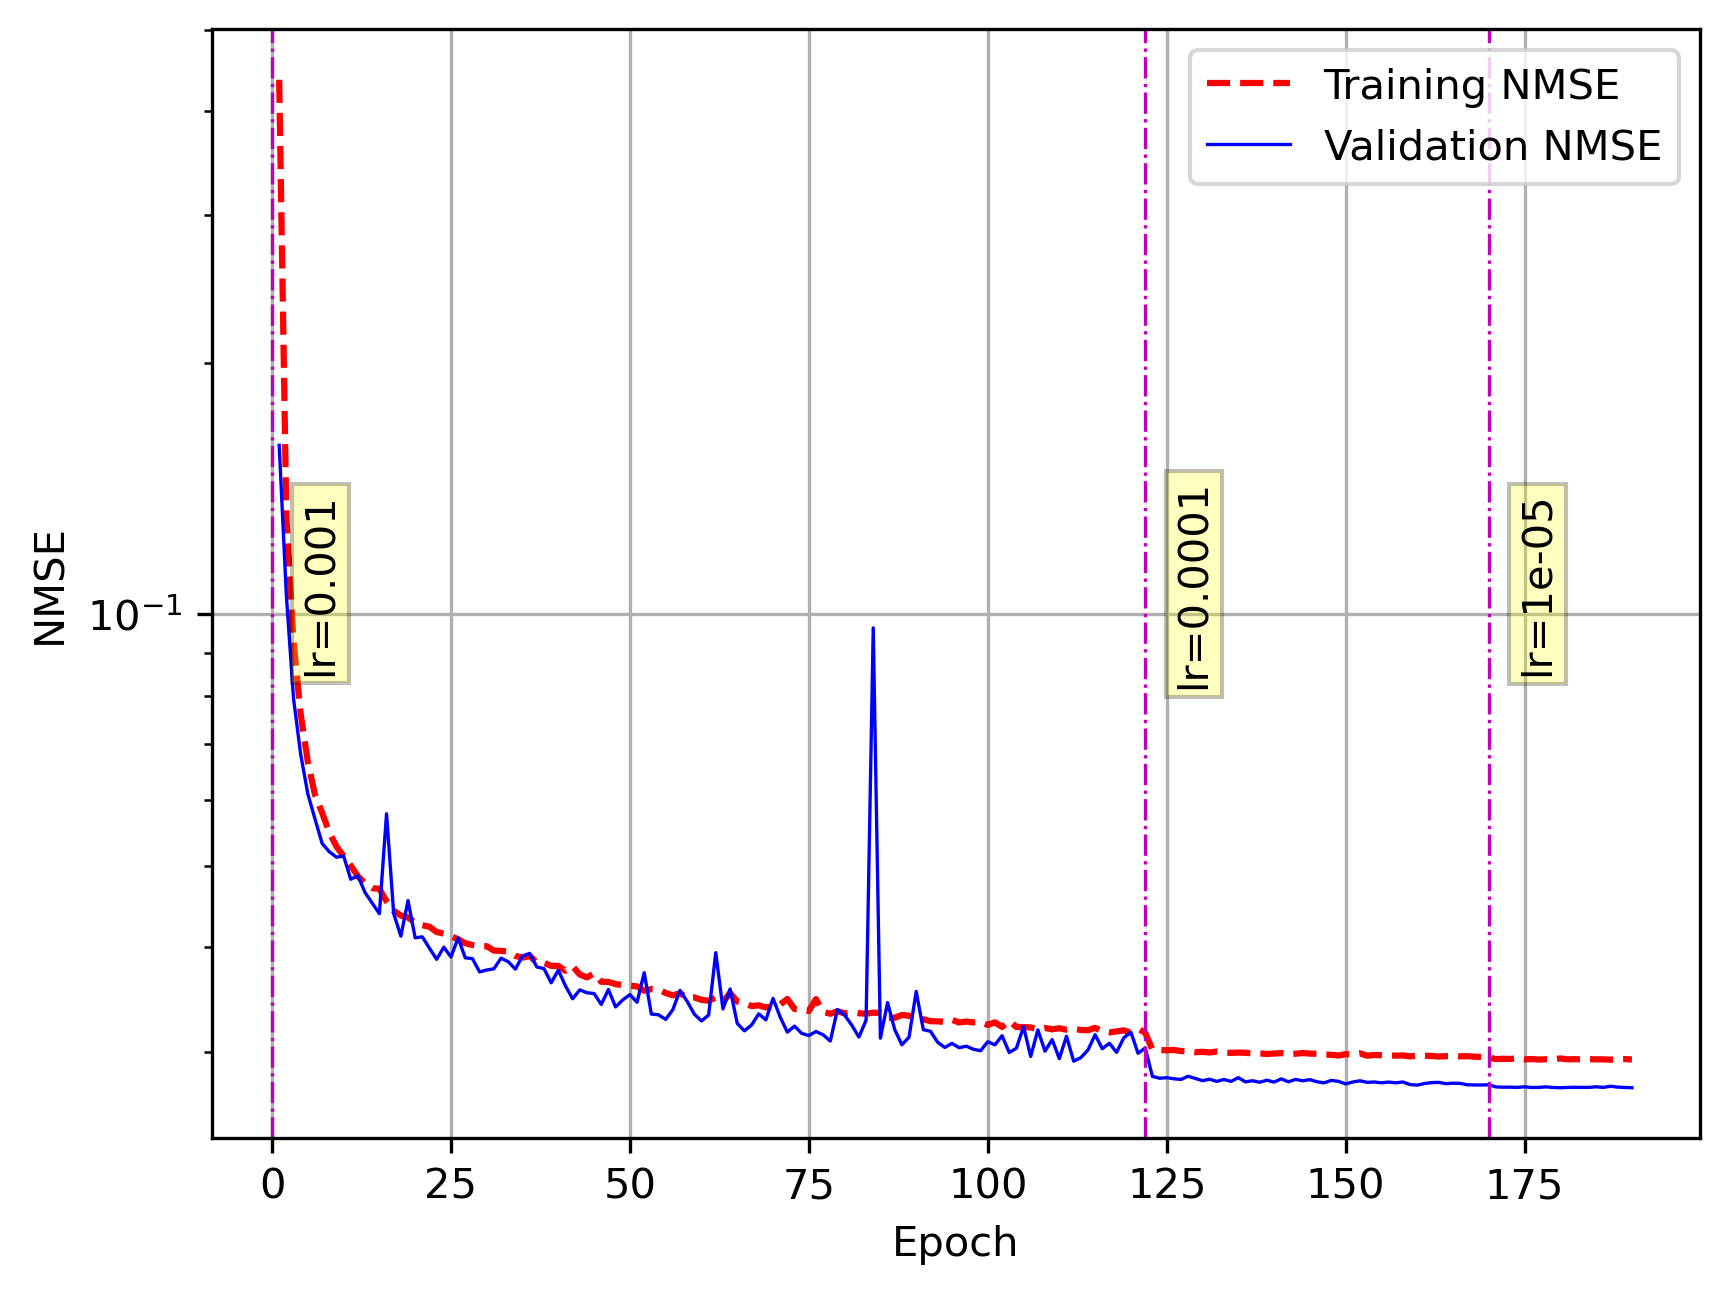 Training NMSE
Validation NMSE
NMSE
10⁻¹
lr=0.001
lr=0.0001
lr=1e-05
0 25 50 75 100 125 150 175
Epoch